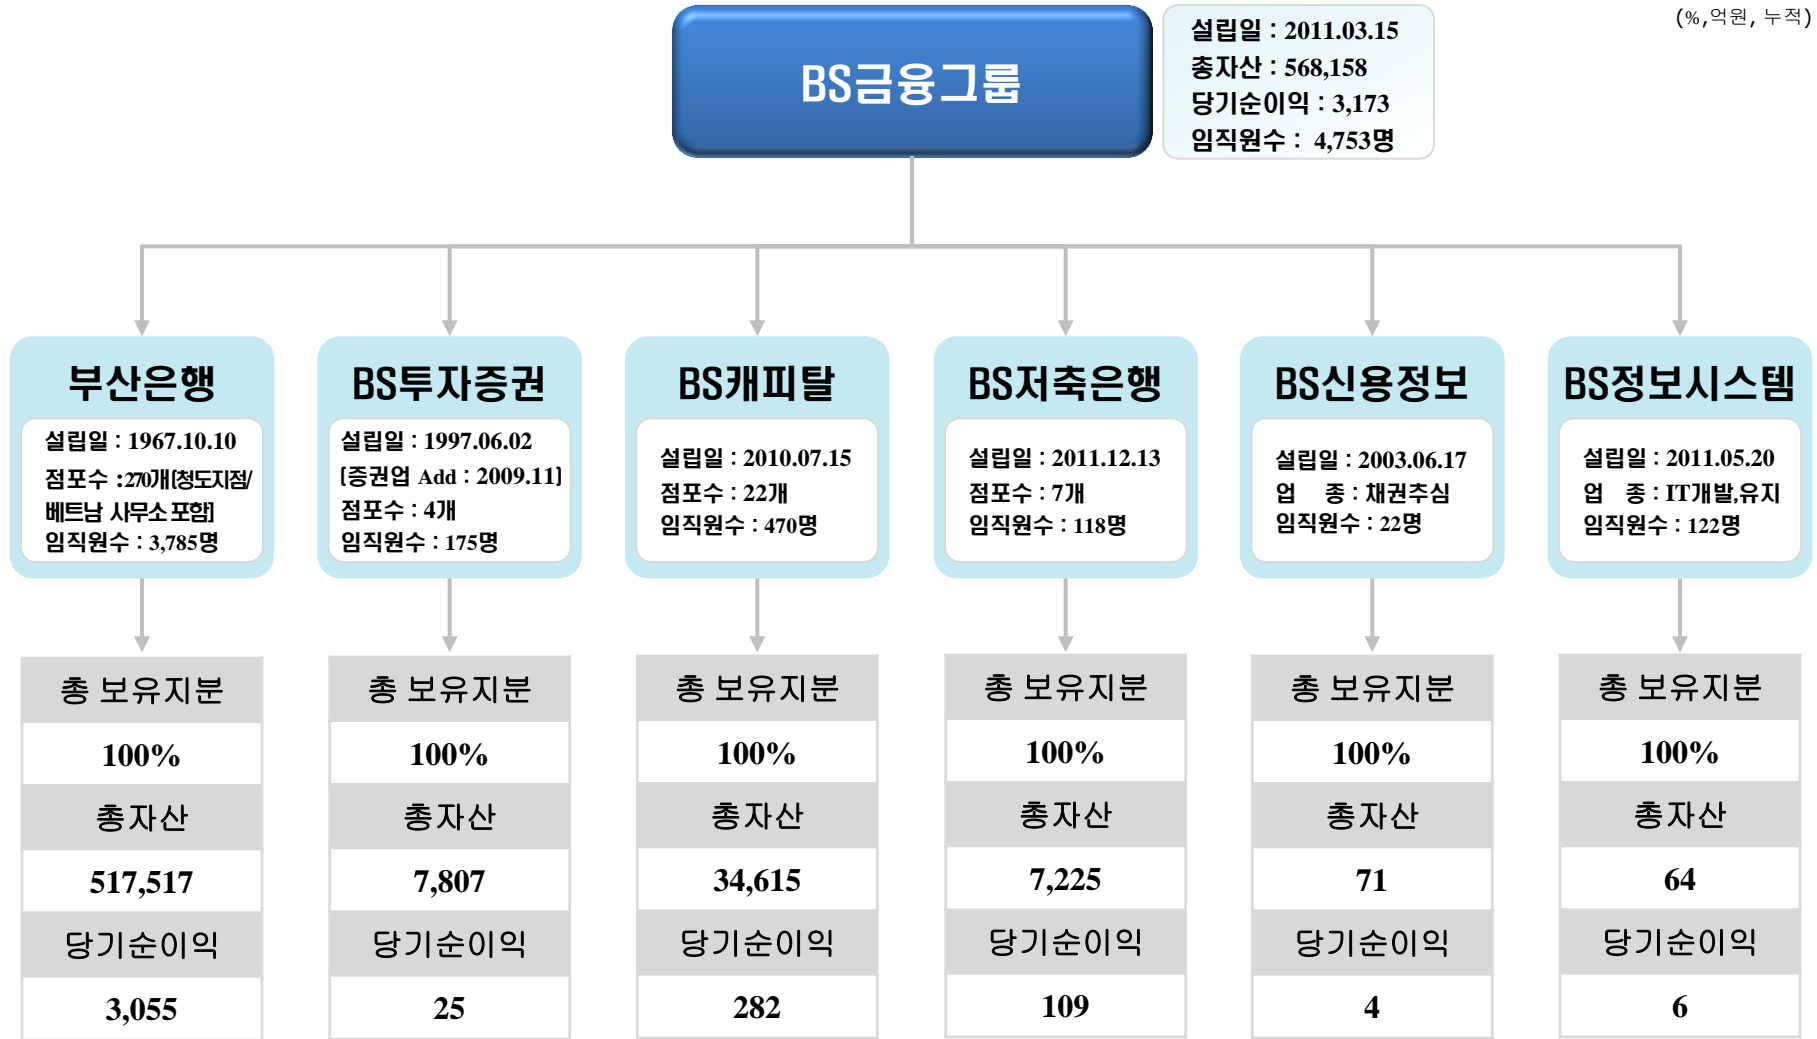 (%,억원, 누적)
BS금융그룹
설립일 : 2011.03.15
총자산 : 568,158
당기순이익 : 3,173
임직원수 : 4,753명
부산은행
설립일 : 1967.10.10
점포수 :270개(청도지점/
베트남 사무소 포함)
임직원수 : 3,785명
BS투자증권
설립일 : 1997.06.02
(증권업 Add : 2009.11)
점포수 : 4개
임직원수 : 175명
BS캐피탈
설립일 : 2010.07.15
점포수 : 22개
임직원수 : 470명
BS저축은행
설립일 : 2011.12.13
점포수 : 7개
임직원수 : 118명
BS신용정보
설립일 : 2003.06.17
업 종 : 채권추심
임직원수 : 22명
BS정보시스템
설립일 : 2011.05.20
업 종 : IT개발,유지
임직원수 : 122명
총 보유지분
100%
총자산
517,517
당기순이익
3,055
총 보유지분
100%
총자산
7,807
당기순이익
25
총 보유지분
100%
총자산
34,615
당기순이익
282
총 보유지분
100%
총자산
7,225
당기순이익
109
총 보유지분
100%
총자산
71
당기순이익
4
총 보유지분
100%
총자산
64
당기순이익
6